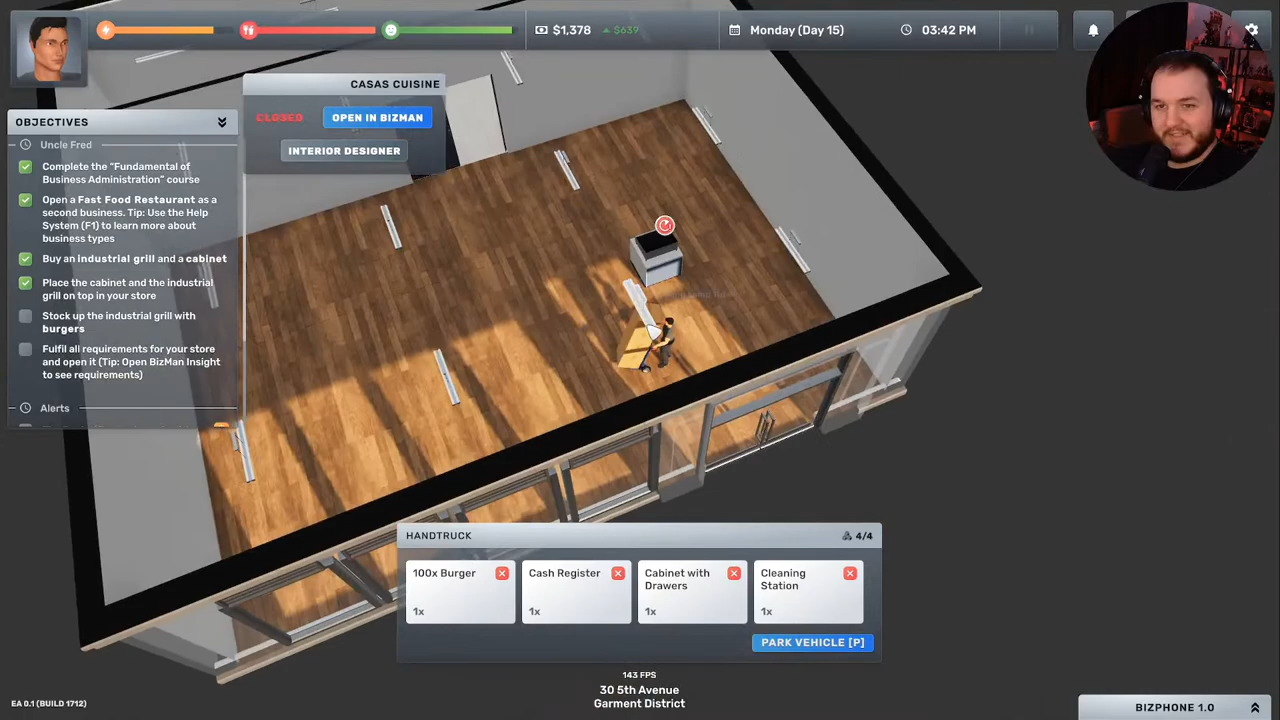 $1,378
$639
Monday (Day 15)
03:42 PM
CASAS CUISINE
CLOSED
OPEN IN BIZMAN
INTERIOR DESIGNER
OBJECTIVES
Uncle Fred
Complete the "Fundamental of
Business Administration" course
Open a Fast Food Restaurant as a
second business. Tip: Use the Help
System (F1) to learn more about
business types
Buy an industrial grill and a cabinet
Place the cabinet and the industrial
grill on top in your store
Stock up the industrial grill with
burgers
Fulfil all requirements for your store
and open it (Tip: Open BizMan Insight
to see requirements)
Alerts
HANDTRUCK
4/4
100x Burger
1x
Cash Register
1x
Cabinet with
Drawers
1x
Cleaning
Station
1x
PARK VEHICLE [P]
143 FPS
30 5th Avenue
Garment District
EA 0.1 (BUILD 1712)
BIZPHONE 1.0